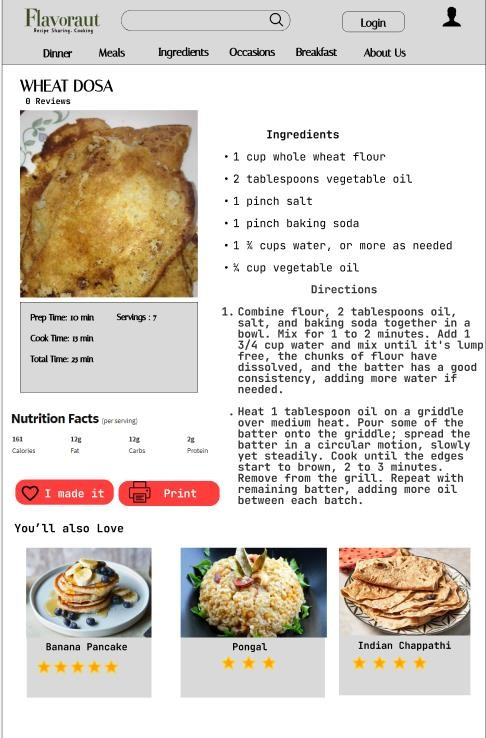 Flavoraut
Recipe Sharing. Cooking
Login
Dinner Meals Ingredients Occasions Breakfast About Us
WHEAT DOSA
0 Reviews
Prep Time: 10 min Servings : 7
Cook Time: 15 min
Total Time: 25 min
Nutrition Facts (per serving)
161 12g 12g 2g
Calories Fat Carbs Protein
I made it Print
Ingredients
• 1 cup whole wheat flour
• 2 tablespoons vegetable oil
• 1 pinch salt
• 1 pinch baking soda
• 1 ¾ cups water, or more as needed
• ¼ cup vegetable oil
Directions
1. Combine flour, 2 tablespoons oil,
salt, and baking soda together in a
bowl. Mix for 1 to 2 minutes. Add 1
3/4 cup water and mix until it's lump
free, the chunks of flour have
dissolved, and the batter has a good
consistency, adding more water if
needed.
. Heat 1 tablespoon oil on a griddle
over medium heat. Pour some of the
batter onto the griddle; spread the
batter in a circular motion, slowly
yet steadily. Cook until the edges
start to brown, 2 to 3 minutes.
Remove from the grill. Repeat with
remaining batter, adding more oil
between each batch.
You'll also Love
Banana Pancake Pongal Indian Chappathi